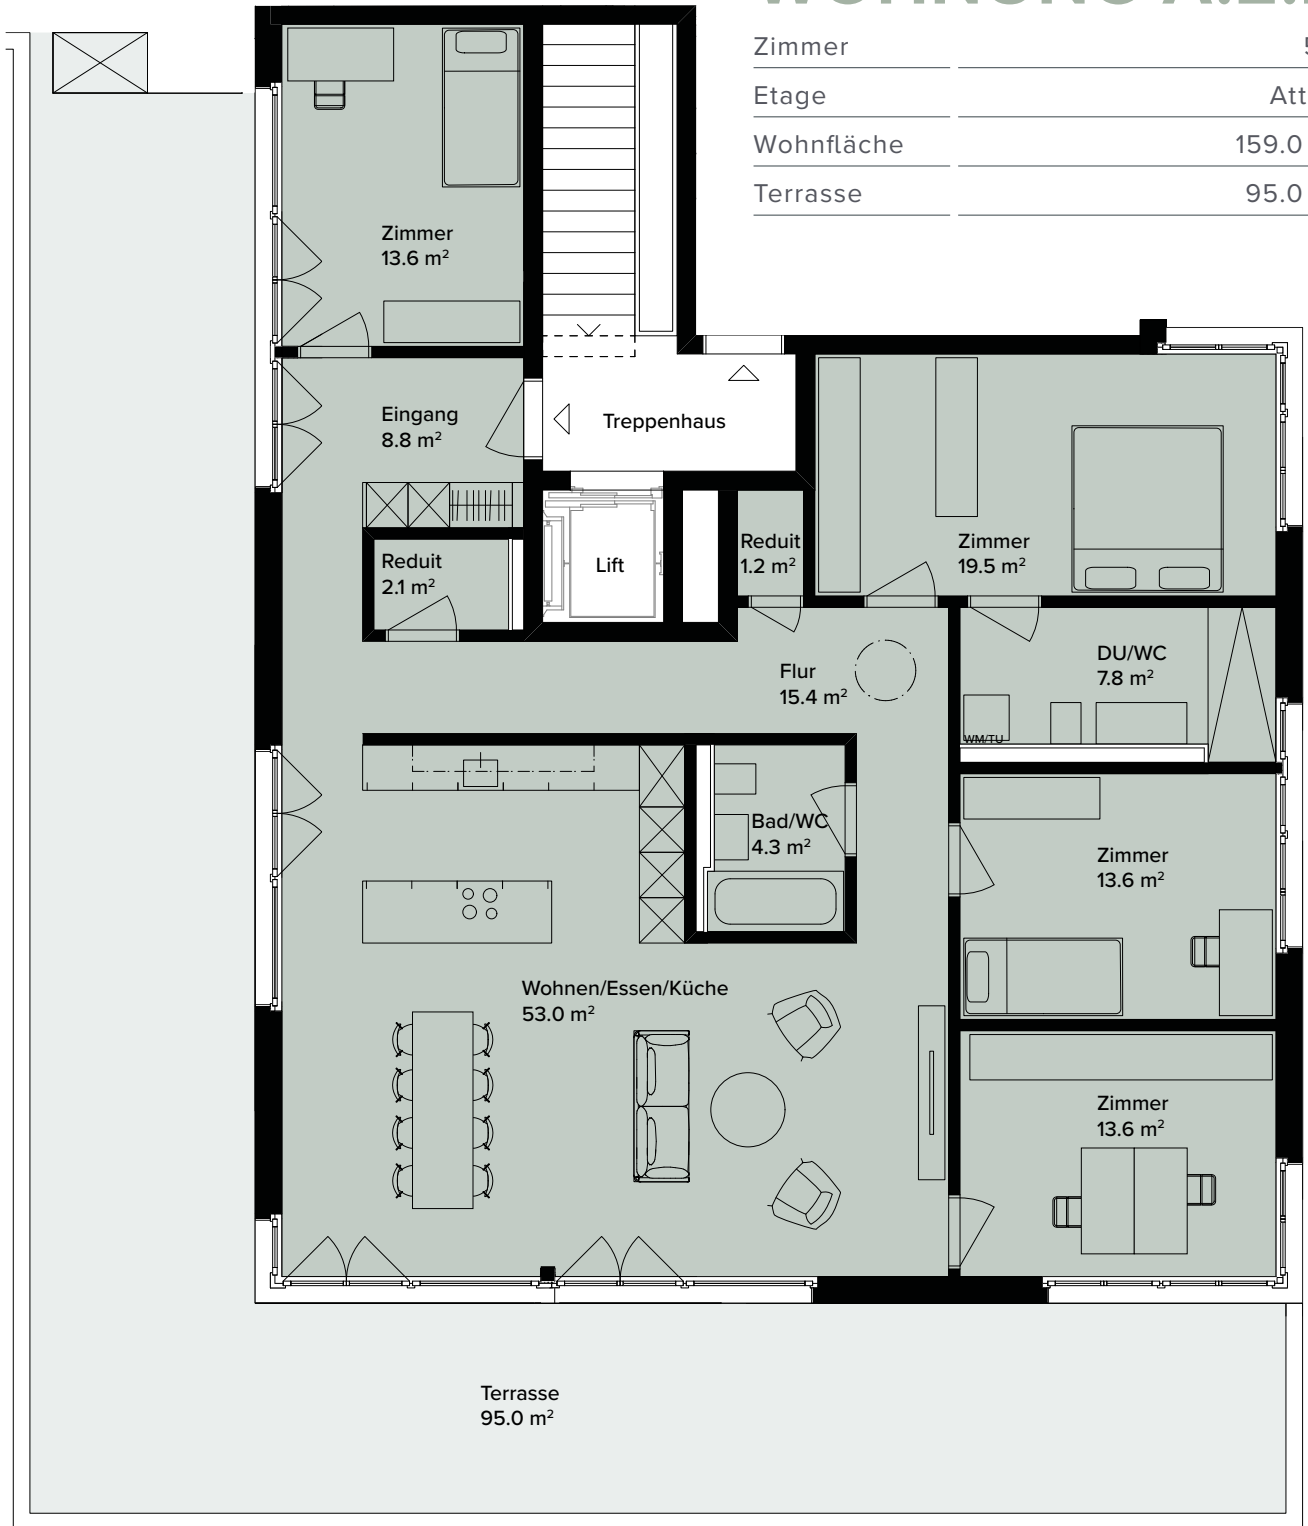 Zimmer
Etage
Wohnfläche 159.0
Terrasse 95.0
Zimmer
13.6 m²
Eingang
8.8 m²
Treppenhaus
Reduit
2.1 m²
Lift
Reduit
1.2 m²
Zimmer
19.5 m²
Flur
15.4 m²
DU/WC
7.8 m²
WM/TU
Bad/WC
4.3 m²
Zimmer
13.6 m²
Wohnen/Essen/Küche
53.0 m²
Zimmer
13.6 m²
Terrasse
95.0 m²